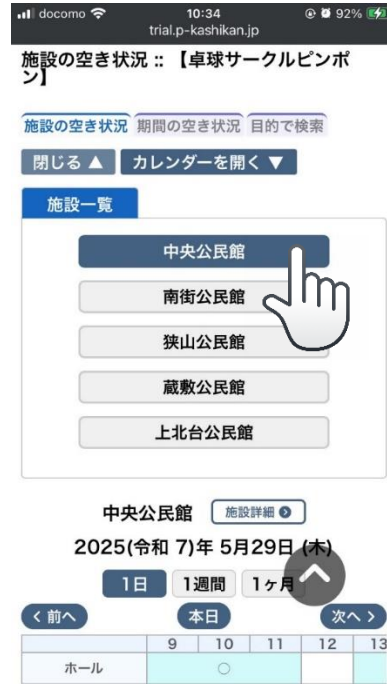 docomo 10:34 92%
trial.p-kashikan.jp
施設の空き状況 :: 【卓球サークルピンポ
ン】
施設の空き状況 期間の空き状況 目的で検索
閉じる ▲ カレンダーを開く ▼
施設一覧
中央公民館
南街公民館
狭山公民館
蔵敷公民館
上北台公民館
中央公民館 施設詳細
2025(令和 7)年 5月29日 (木)
1日 1週間 1ヶ月
く 前へ 本日 次へ >
9 10 11 12 13
ホール ○